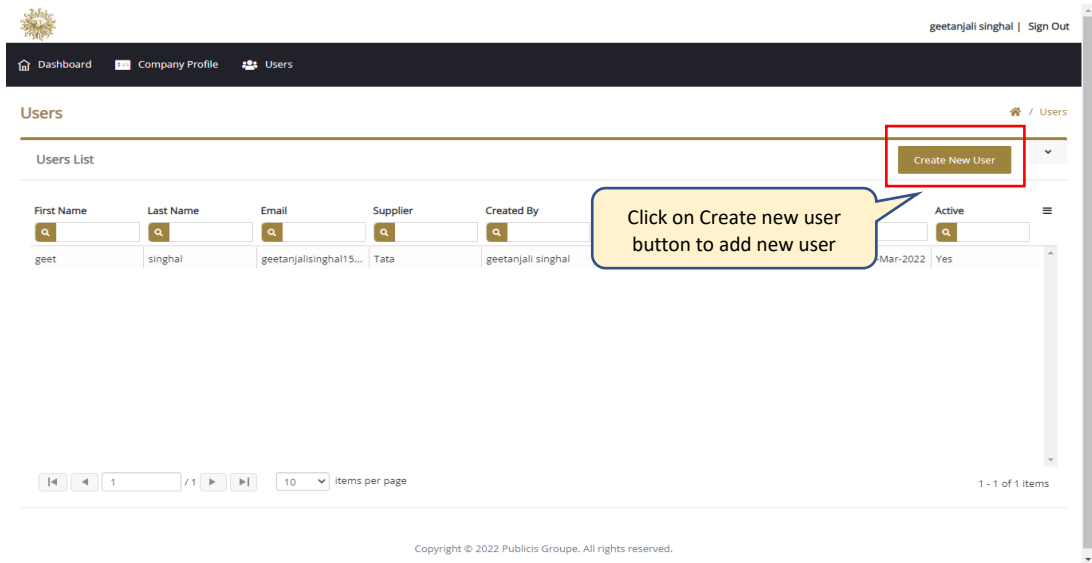 geetanjali singhal | Sign Out
Dashboard Company Profile Users
Users / Users
Users List Create New User
First Name Last Name Email Supplier Created By Active
Click on Create new user
button to add new user
geet singhal geetanjalisinghal15... Tata geetanjali singhal -Mar-2022 Yes
1 / 1 10 items per page 1 - 1 of 1 items
Copyright © 2022 Publicis Groupe. All rights reserved.